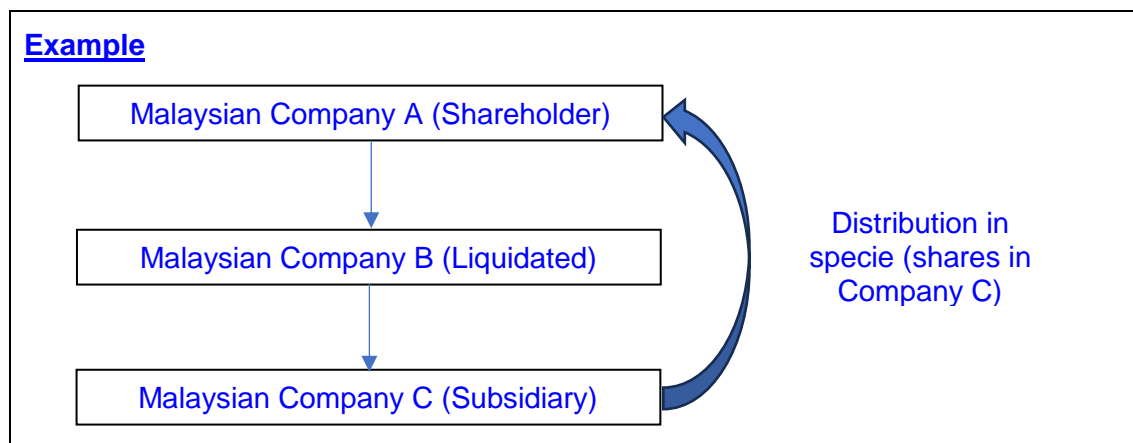 Example
Malaysian Company A (Shareholder)
Malaysian Company B (Liquidated)
Distribution in
specie (shares in
Company C)
Malaysian Company C (Subsidiary)